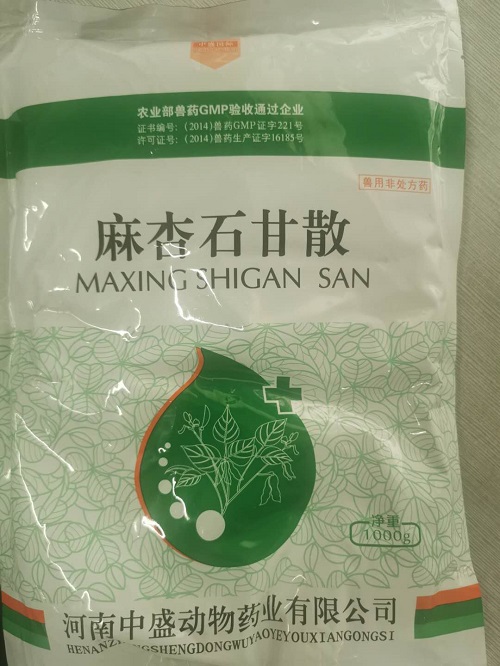 农业部兽药GMP验收通过企业
证书编号:(2014)兽药GMP证字221号
许可证号:(2014)兽药生产证字16185号
兽用非处方药
麻杏石甘散
MAXING SHIGAN SAN
净重
1000g
河南中盛动物药业有限公司